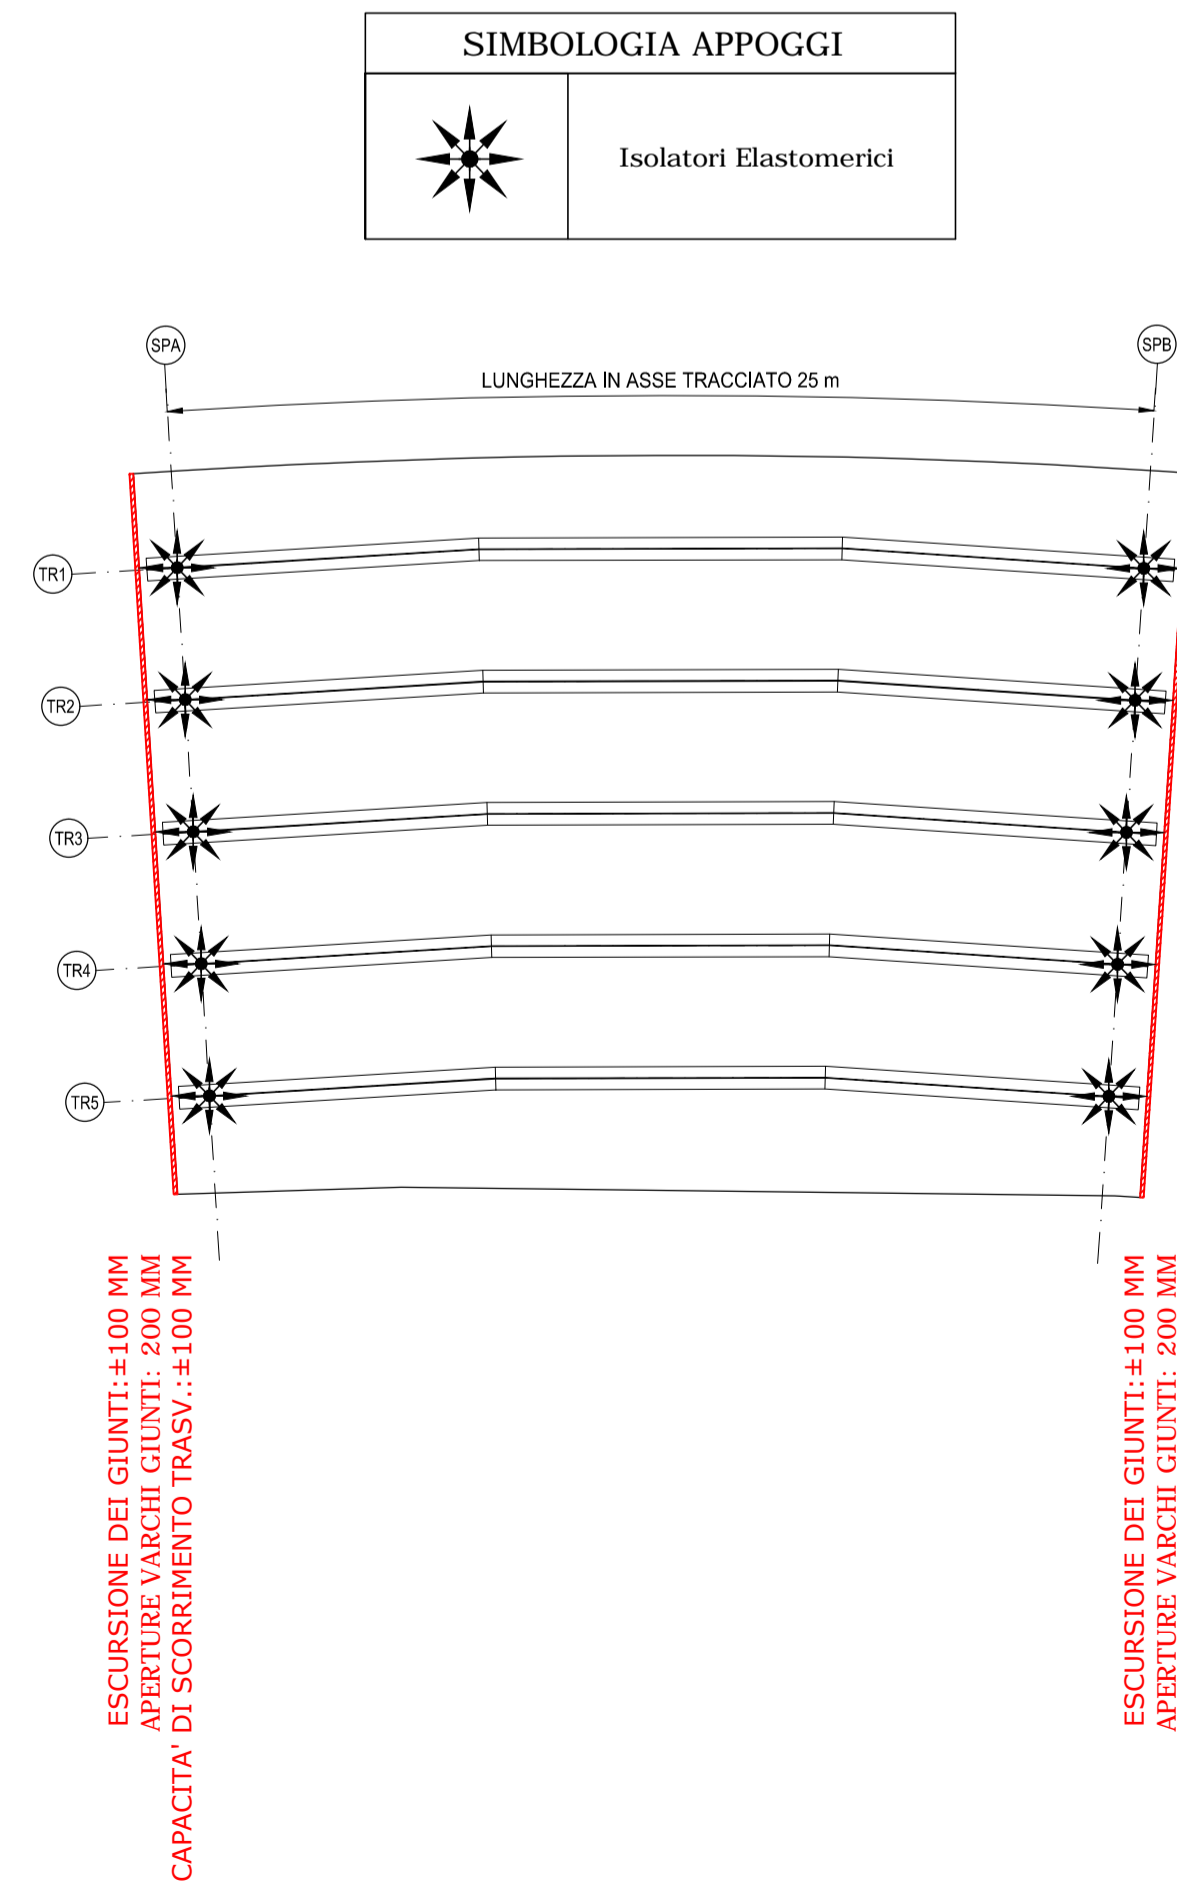 SIMBOLOGIA APPOGGI
Isolatori Elastomerici
SPA
SPB
LUNGHEZZA IN ASSE TRACCIATO 25 m
TR1
TR2
TR3
TR4
TR5
ESCURSIONE DEI GIUNTI:±100 MM
APERTURE VARCHI GIUNTI: 200 MM
CAPACITA' DI SCORRIMENTO TRASV.:±100 MM
ESCURSIONE DEI GIUNTI:±100 MM
APERTURE VARCHI GIUNTI: 200 MM